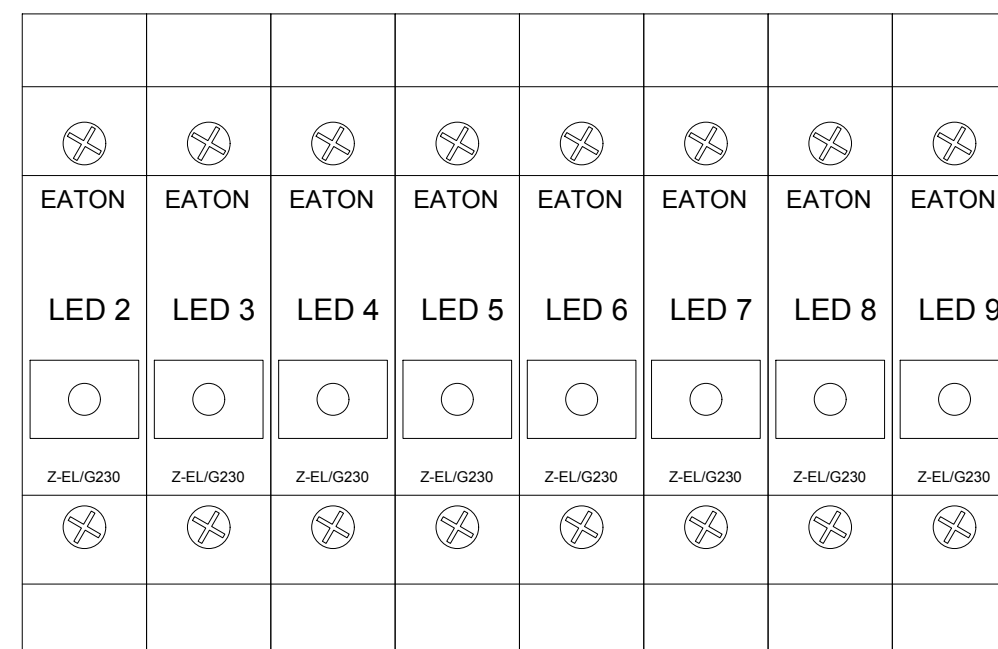 EATON EATON EATON EATON EATON EATON EATON EATON
LED 2 LED 3 LED 4 LED 5 LED 6 LED 7 LED 8 LED 9
Z-EL/G230 Z-EL/G230 Z-EL/G230 Z-EL/G230 Z-EL/G230 Z-EL/G230 Z-EL/G230 Z-EL/G230